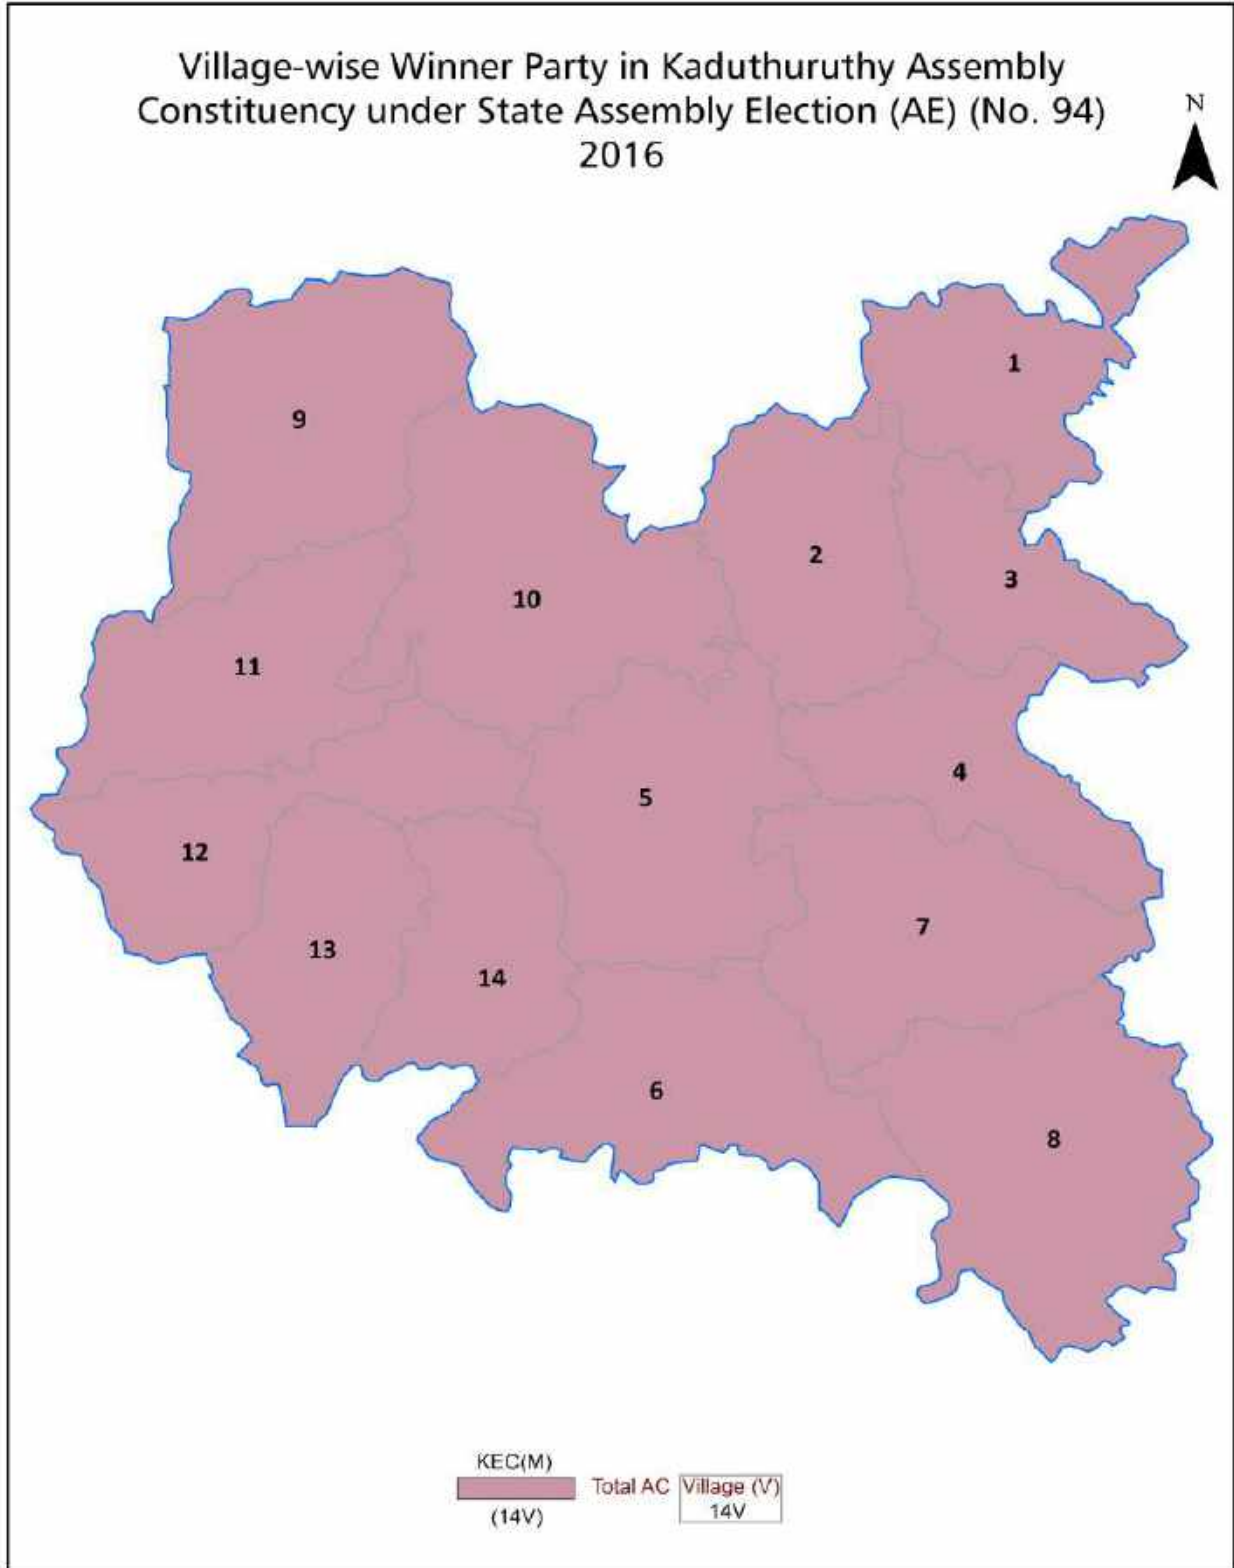 Village-wise Winner Party in Kaduthuruthy Assembly
Constituency under State Assembly Election (AE) (No. 94)
2016
N
1
9
2
3
10
11
4
5
12
7
13
14
6
8
KEC(M)
Total AC Village (V)
(14V) 14V